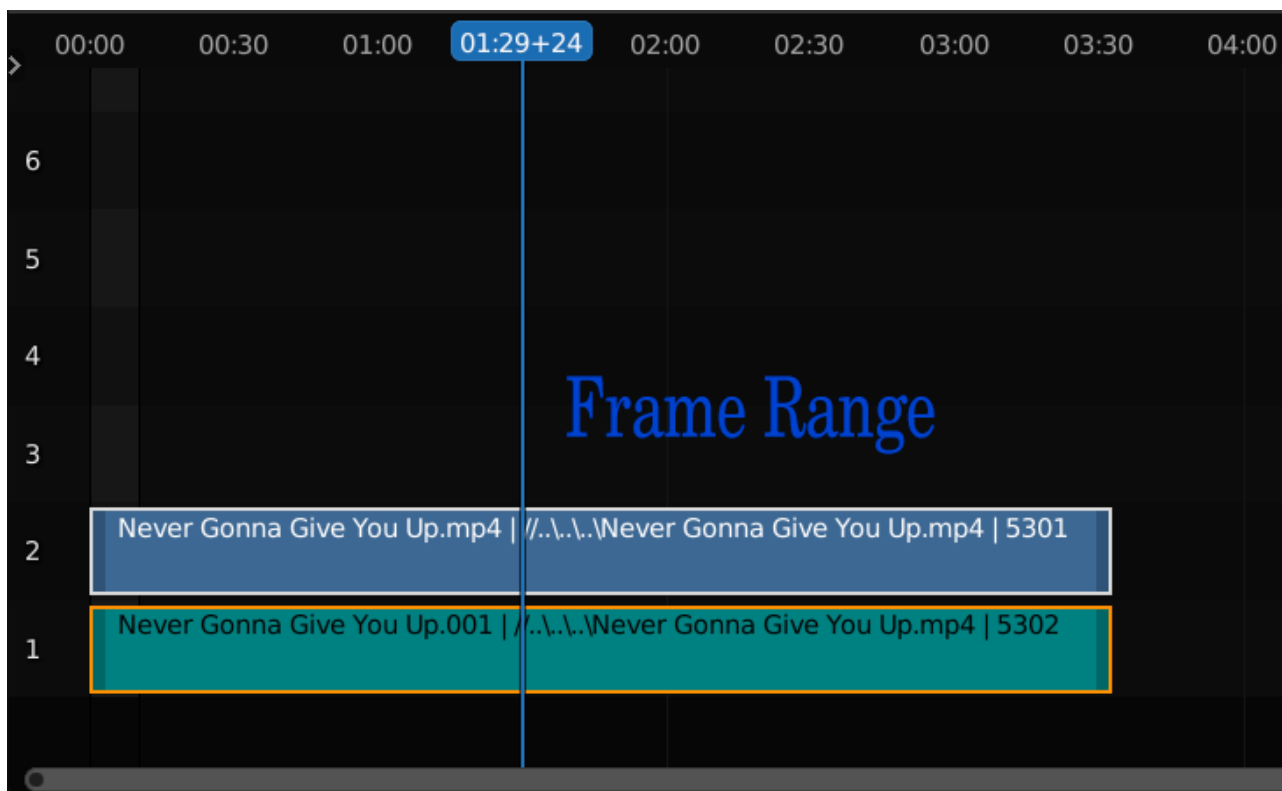 00:00 00:30 01:00 01:29+24 02:00 02:30 03:00 03:30 04:00
6
5
4
Frame Range
3
Never Gonna Give You Up.mp4 | //..\..\..\Never Gonna Give You Up.mp4 | 5301
2
Never Gonna Give You Up.001 | //..\..\..\Never Gonna Give You Up.mp4 | 5302
1